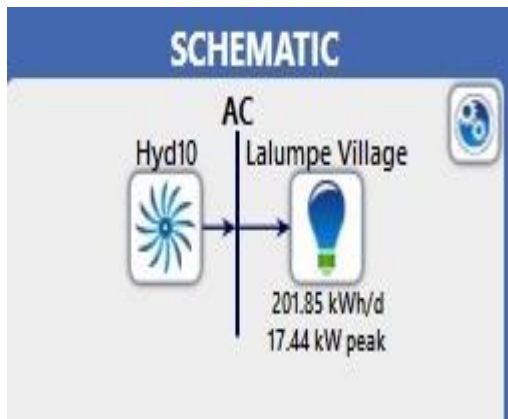 SCHEMATIC
AC
Hyd10
Lalumpe Village
201.85 kWh/d
17.44 kW peak